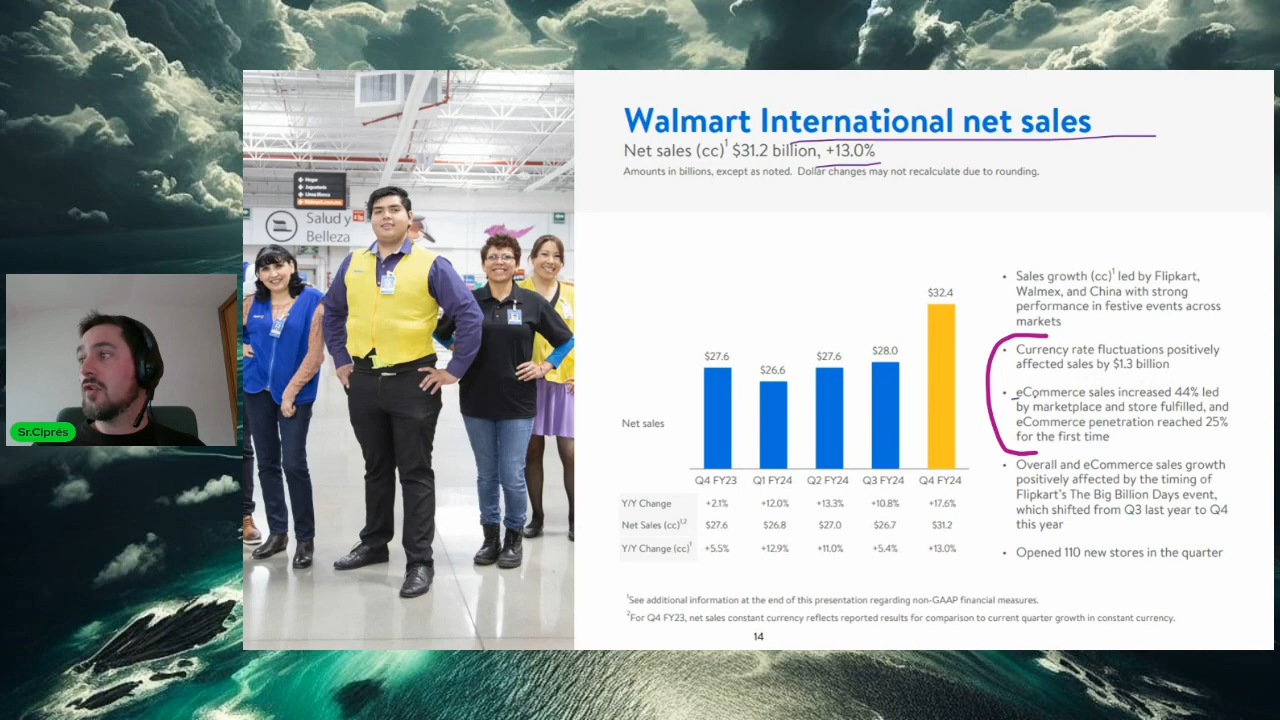 Walmart International net sales
Net sales (cc)¹ $31.2 billion, +13.0%
Amounts in billions, except as noted. Dollar changes may not recalculate due to rounding.
Salud y
Belleza
Sr.Ciprés
• Sales growth (cc)¹ led by Flipkart,
Walmex, and China with strong
performance in festive events across
markets
• Currency rate fluctuations positively
affected sales by $1.3 billion
• eCommerce sales increased 44% led
by marketplace and store fulfilled, and
eCommerce penetration reached 25%
for the first time
• Overall and eCommerce sales growth
positively affected by the timing of
Flipkart's The Big Billion Days event,
which shifted from Q3 last year to Q4
this year
• Opened 110 new stores in the quarter
$27.6 $26.6 $27.6 $28.0 $32.4
Net sales
Q4 FY23 Q1 FY24 Q2 FY24 Q3 FY24 Q4 FY24
Y/Y Change +2.1% +12.0% +13.3% +10.8% +17.6%
Net Sales (cc)¹,² $27.6 $26.8 $27.0 $26.7 $31.2
Y/Y Change (cc)¹ +5.5% +12.9% +11.0% +5.4% +13.0%
¹See additional information at the end of this presentation regarding non-GAAP financial measures.
²For Q4 FY23, net sales constant currency reflects reported results for comparison to current quarter growth in constant currency.
14